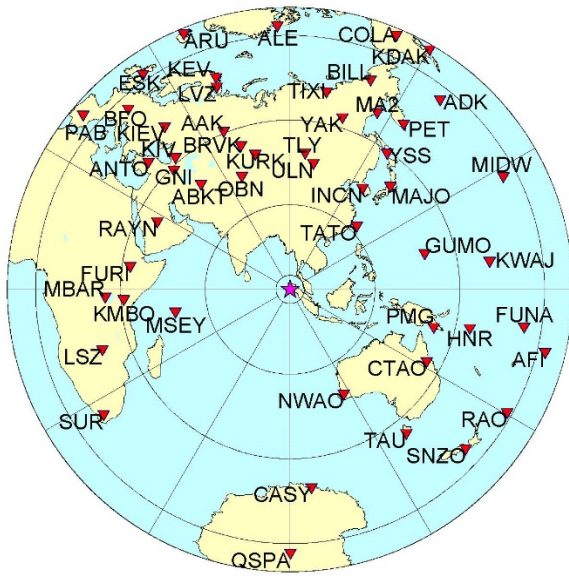 ARU
ALE
COLA
KDAK
ESK
KEV
LVZ
TIXI
BILL
ADK
PAB
BFO
KIEV
AAK
YAK
MA2
PET
KIV
BRVK
KURK
TLY
YSS
MIDW
ANTO
GNI
ABKT
OBN
ULN
INCN
MAJO
RAYN
TATO
FURI
GUMO
KWAJ
MBAR
KMBO
MSEY
PMG
HNR
FUNA
LSZ
CTAO
AFI
SUR
NWAO
TAU
SNZO
RAO
CASY
QSPA